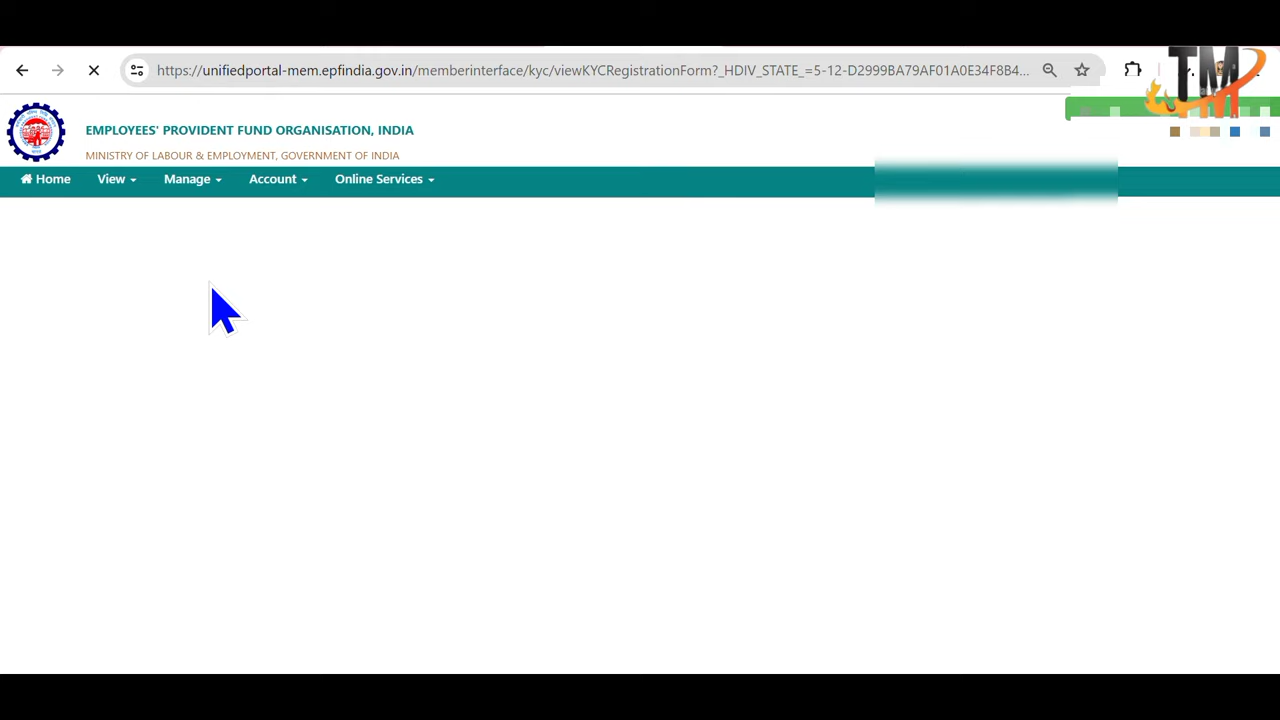 https://unifiedportal-mem.epfindia.gov.in/memberinterface/kyc/viewKYCRegistrationForm?_HDIV_STATE_=5-12-D2999BA79AF01A0E34F8B4...
TM
EMPLOYEES' PROVIDENT FUND ORGANISATION, INDIA
MINISTRY OF LABOUR & EMPLOYMENT, GOVERNMENT OF INDIA
Home View Manage Account Online Services